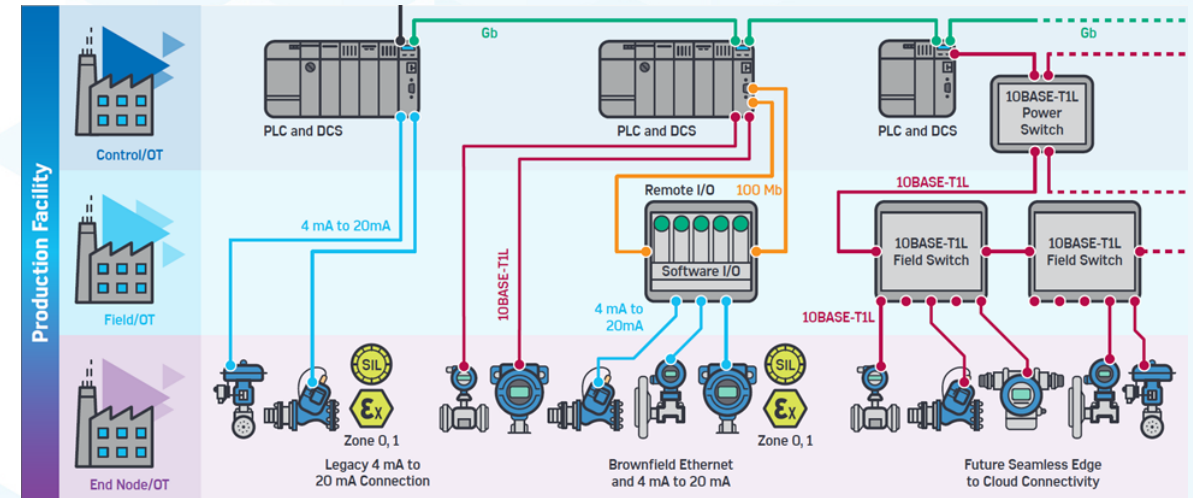 Production Facility
Control/OT
Field/OT
End Node/OT
Gb
Gb
PLC and DCS
PLC and DCS
PLC and DCS
10BASE-T1L
Power
Switch
4 mA to 20mA
10BASE-T1L
Remote I/O
100 Mb
Software I/O
4 mA to
20mA
10BASE-T1L
10BASE-T1L
Field Switch
10BASE-T1L
Field Switch
10BASE-T1L
SIL
εx
Zone 0, 1
SIL
εx
Zone 0, 1
Legacy 4 mA to
20 mA Connection
Brownfield Ethernet
and 4 mA to 20 mA
Future Seamless Edge
to Cloud Connectivity